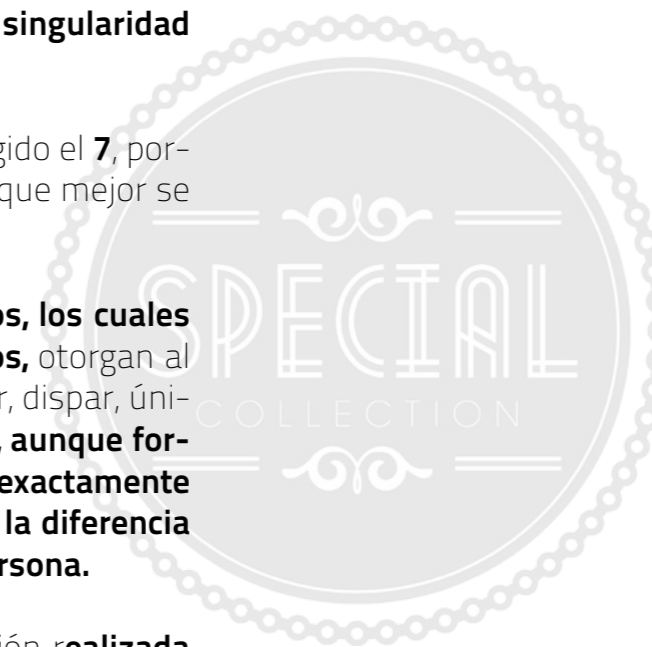 singularidad
gido el 7, por-
que mejor se
os, los cuales
os, otorgan al
r, dispar, úni-
, aunque for-
exactamente
la diferencia
rsona.
ión realizada
SPECIAL
COLLECTION